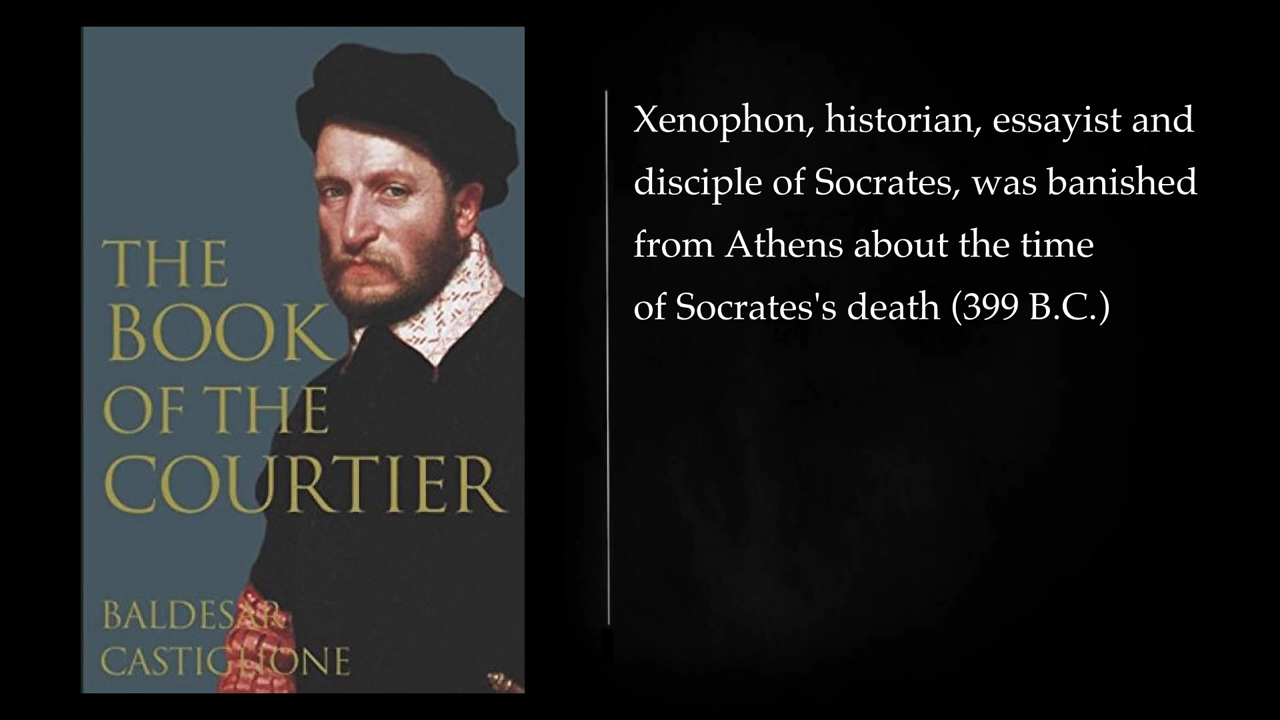 THE
BOOK
OF THE
COURTIER
BALDESAR
CASTIGLIONE
Xenophon, historian, essayist and
disciple of Socrates, was banished
from Athens about the time
of Socrates's death (399 B.C.)